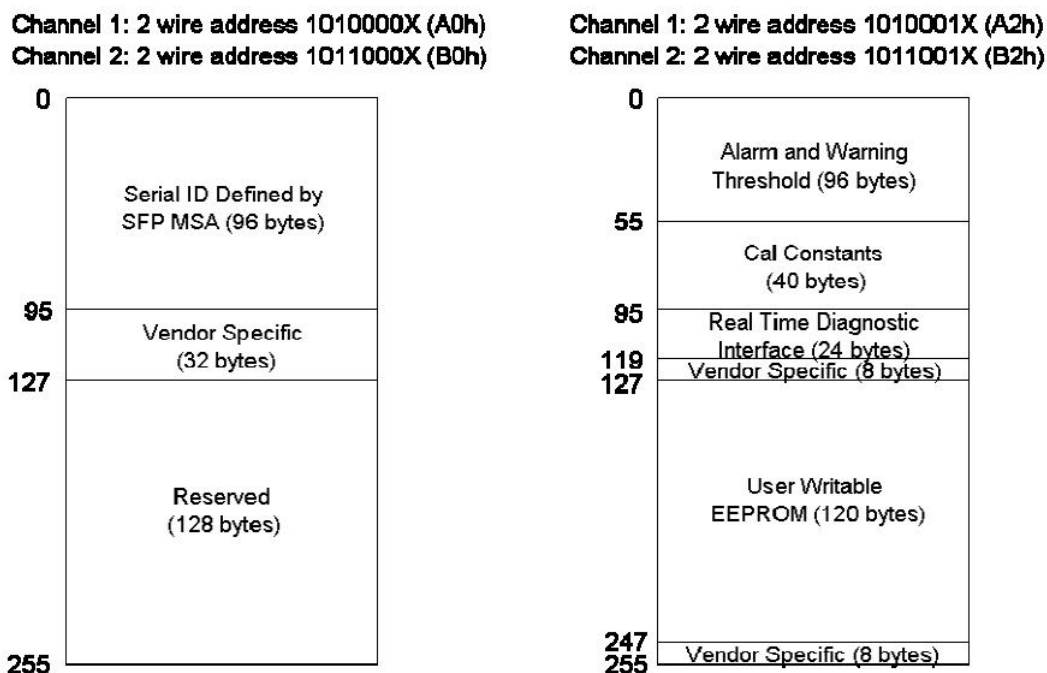 Channel 1: 2 wire address 1010000X (A0h)
Channel 2: 2 wire address 1011000X (B0h)
0
Serial ID Defined by
SFP MSA (96 bytes)
95
Vendor Specific
(32 bytes)
127
Reserved
(128 bytes)
255
Channel 1: 2 wire address 1010001X (A2h)
Channel 2: 2 wire address 1011001X (B2h)
0
Alarm and Warning
Threshold (96 bytes)
55
Cal Constants
(40 bytes)
95
Real Time Diagnostic
Interface (24 bytes)
119
Vendor Specific (8 bytes)
127
User Writable
EEPROM (120 bytes)
247
Vendor Specific (8 bytes)
255